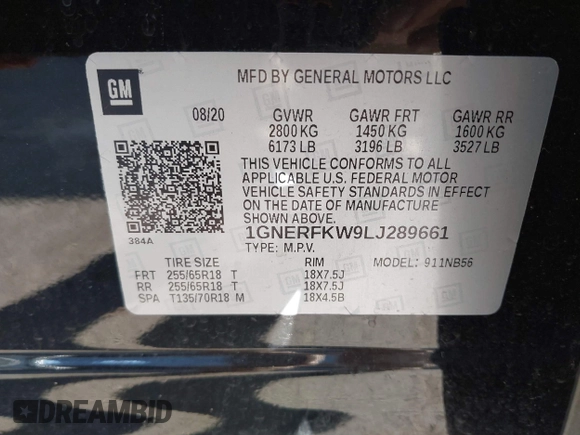 GM
MFD BY GENERAL MOTORS LLC
08/20 GVWR GAWR FRT GAWR RR
2800 KG 1450 KG 1600 KG
6173 LB 3196 LB 3527 LB
THIS VEHICLE CONFORMS TO ALL
APPLICABLE U.S. FEDERAL MOTOR
VEHICLE SAFETY STANDARDS IN EFFECT
ON THE DATE OF MANUFACTURE
SHOWN ABOVE.
384A
1GNERFKW9LJ289661
TYPE: M.P.V.
TIRE SIZE RIM MODEL: 911NB56
FRT 255/65R18 T 18X7.5J
RR 255/65R18 T 18X7.5J
SPA T135/70R18 M 18X4.5B
DREAMBID